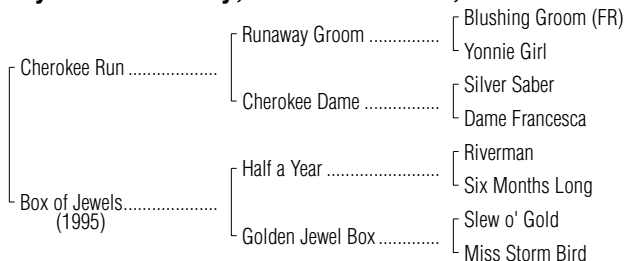 Blushing Groom (FR)
Runaway Groom ...............
Yonnie Girl
Cherokee Run ...................
Silver Saber
Cherokee Dame ................
Dame Francesca
Riverman
Half a Year ........................
Six Months Long
Box of Jewels....................
(1995)
Slew o' Gold
Golden Jewel Box .............
Miss Storm Bird